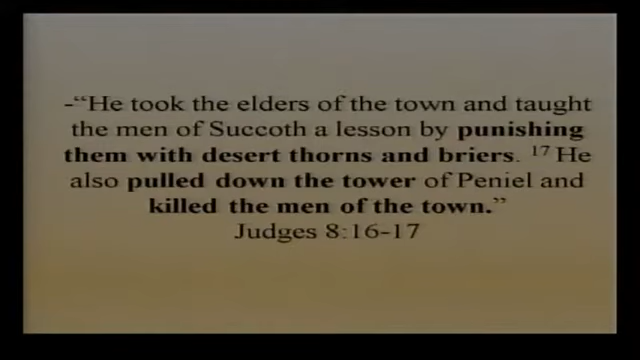 -“He took the elders of the town and taught
the men of Succoth a lesson by punishing
them with desert thorns and briers. ¹⁷ He
also pulled down the tower of Peniel and
killed the men of the town.”
Judges 8:16-17